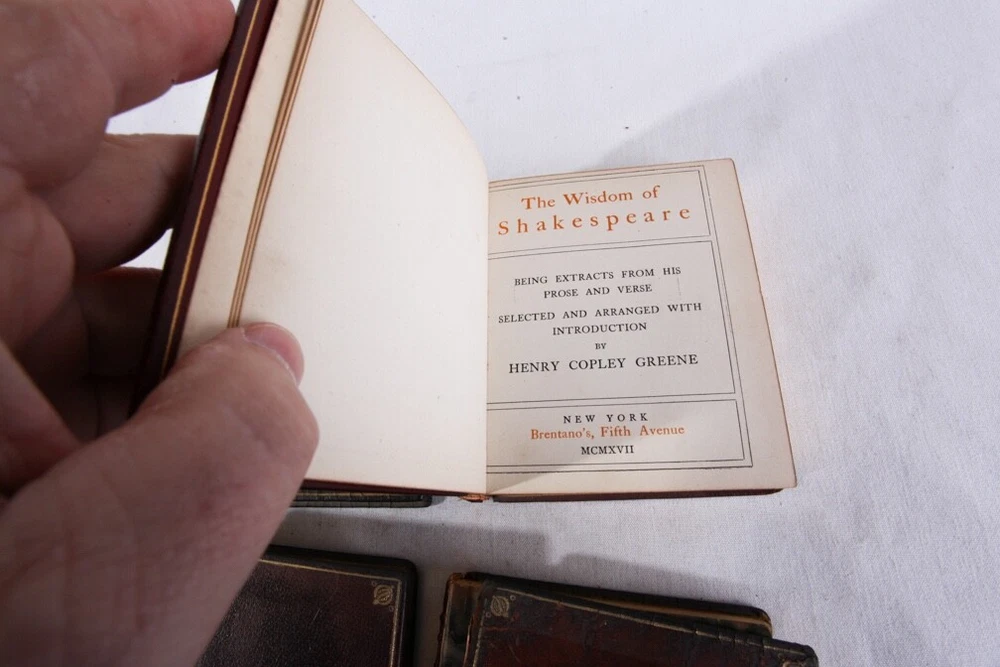 The Wisdom of
Shakespeare
BEING EXTRACTS FROM HIS
PROSE AND VERSE
SELECTED AND ARRANGED WITH
INTRODUCTION
BY
HENRY COPLEY GREENE
NEW YORK
Brentano's, Fifth Avenue
MCMXVII